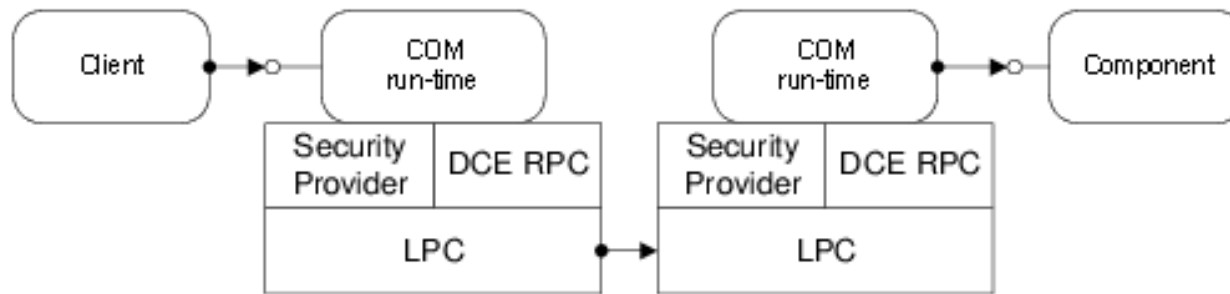 Client
COM
run-time
COM
run-time
Component
Security
Provider
DCE RPC
Security
Provider
DCE RPC
LPC
LPC